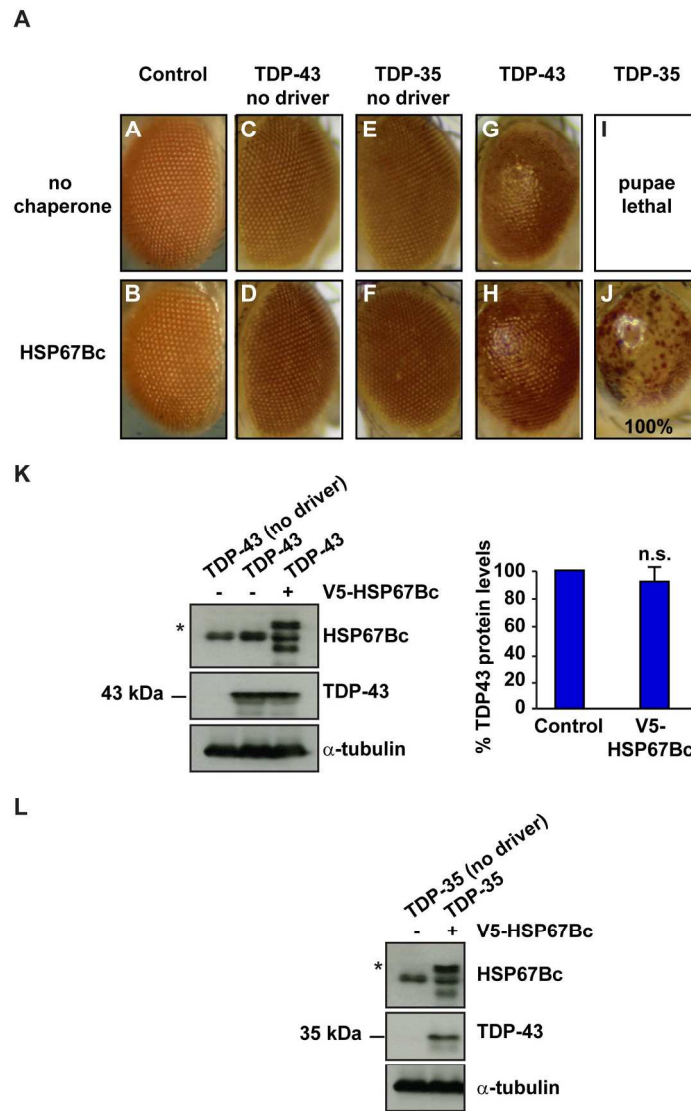 A
Control TDP-43 TDP-35 TDP-43 TDP-35
no driver no driver
no
chaperone
A C E G I
pupae
lethal
HSP67Bc
B D F H J
100%
K
TDP-43 (no driver)
TDP-43
TDP-43
- - + V5-HSP67Bc
* HSP67Bc
43 kDa TDP-43
α-tubulin
% TDP43 protein levels
100
80
60
40
20
0
n.s.
Control V5-
HSP67Bc
L
TDP-35 (no driver)
TDP-35
- + V5-HSP67Bc
* HSP67Bc
35 kDa TDP-43
α-tubulin